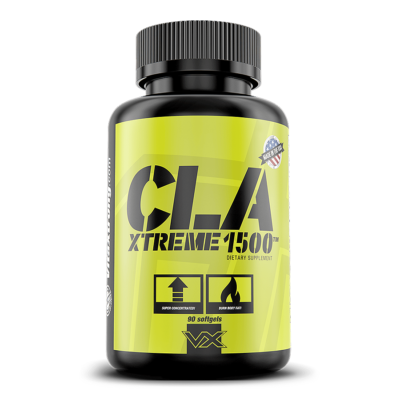 CLA
XTREME 1500™
DIETARY SUPPLEMENT
SUPER CONCENTRATED
BURN BODY FAT!
90 softgels
VX